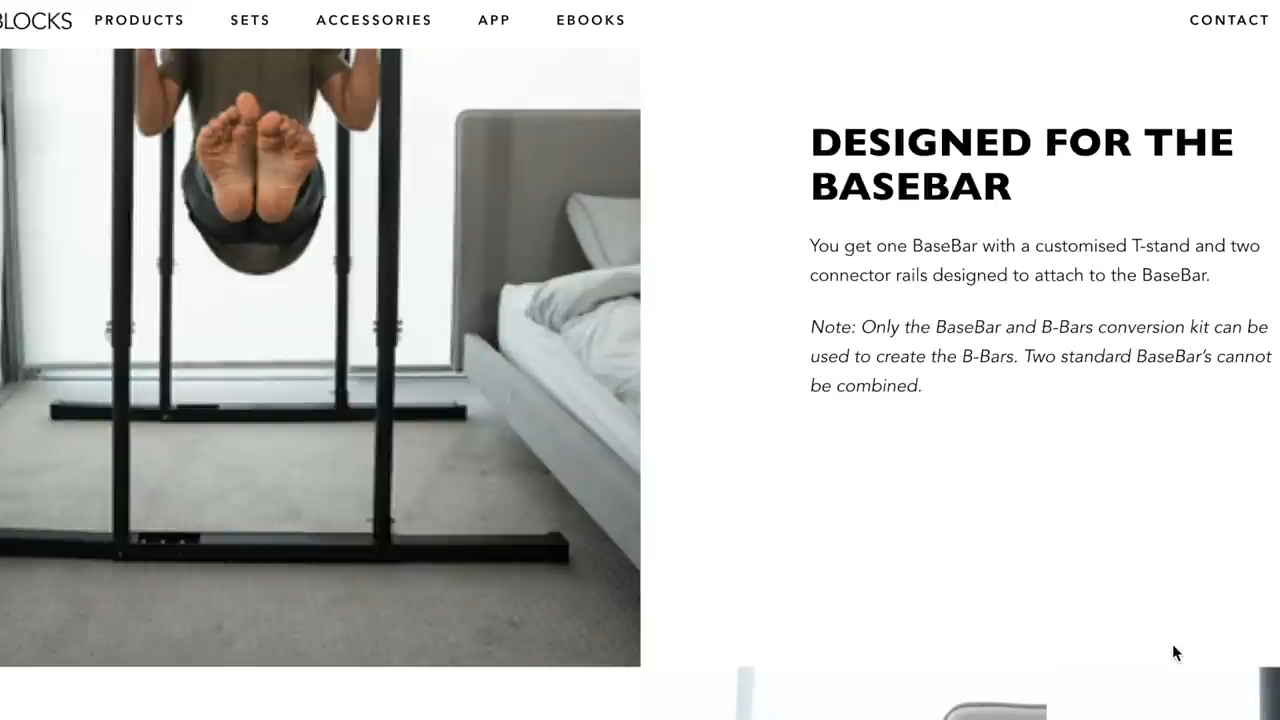 BLOCKS PRODUCTS SETS ACCESSORIES APP EBOOKS CONTACT
DESIGNED FOR THE
BASEBAR
You get one BaseBar with a customised T-stand and two
connector rails designed to attach to the BaseBar.
Note: Only the BaseBar and B-Bars conversion kit can be
used to create the B-Bars. Two standard BaseBar's cannot
be combined.